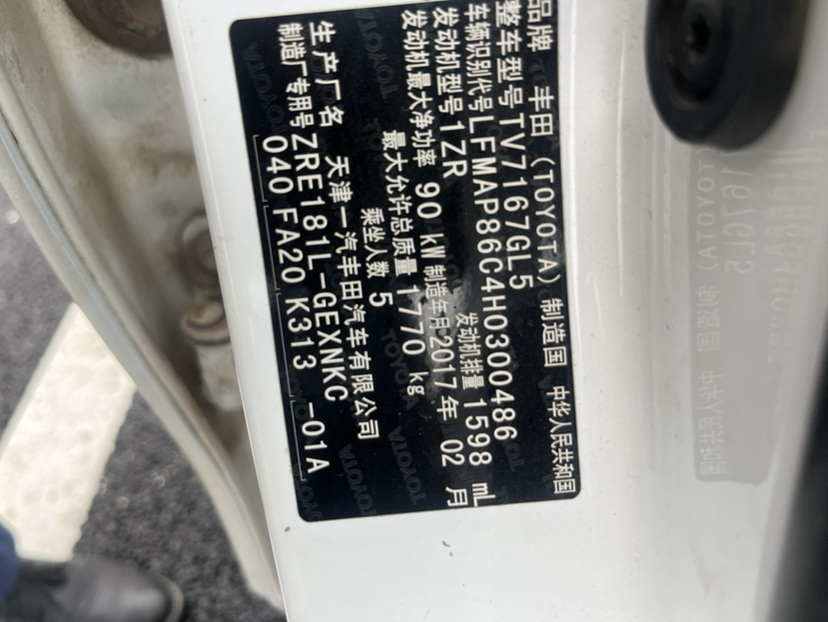 品牌 丰田 (TOYOTA) 制造国 中华人民共和国
整车型号 TV7167GL5
车辆识别代号 LFMAP86C4H0300486
发动机型号 1ZR 发动机排量 1598 mL
发动机最大净功率 90 kW 制造年月 2017 年 02 月
最大允许总质量 1770 kg
乘坐人数 5
生产厂名 天津一汽丰田汽车有限公司
制造厂专用号 ZRE181L-GEXNKC
040 FA20 K313 -01A